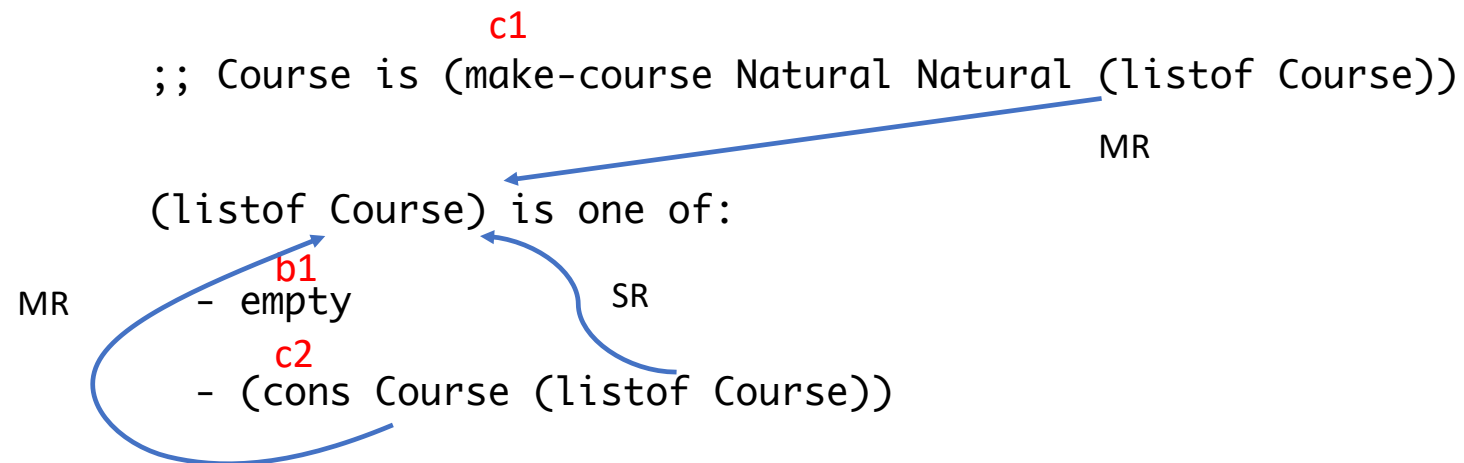 c1
;; Course is (make-course Natural Natural (listof Course))
MR
(listof Course) is one of:
b1
MR
- empty
SR
c2
- (cons Course (listof Course))